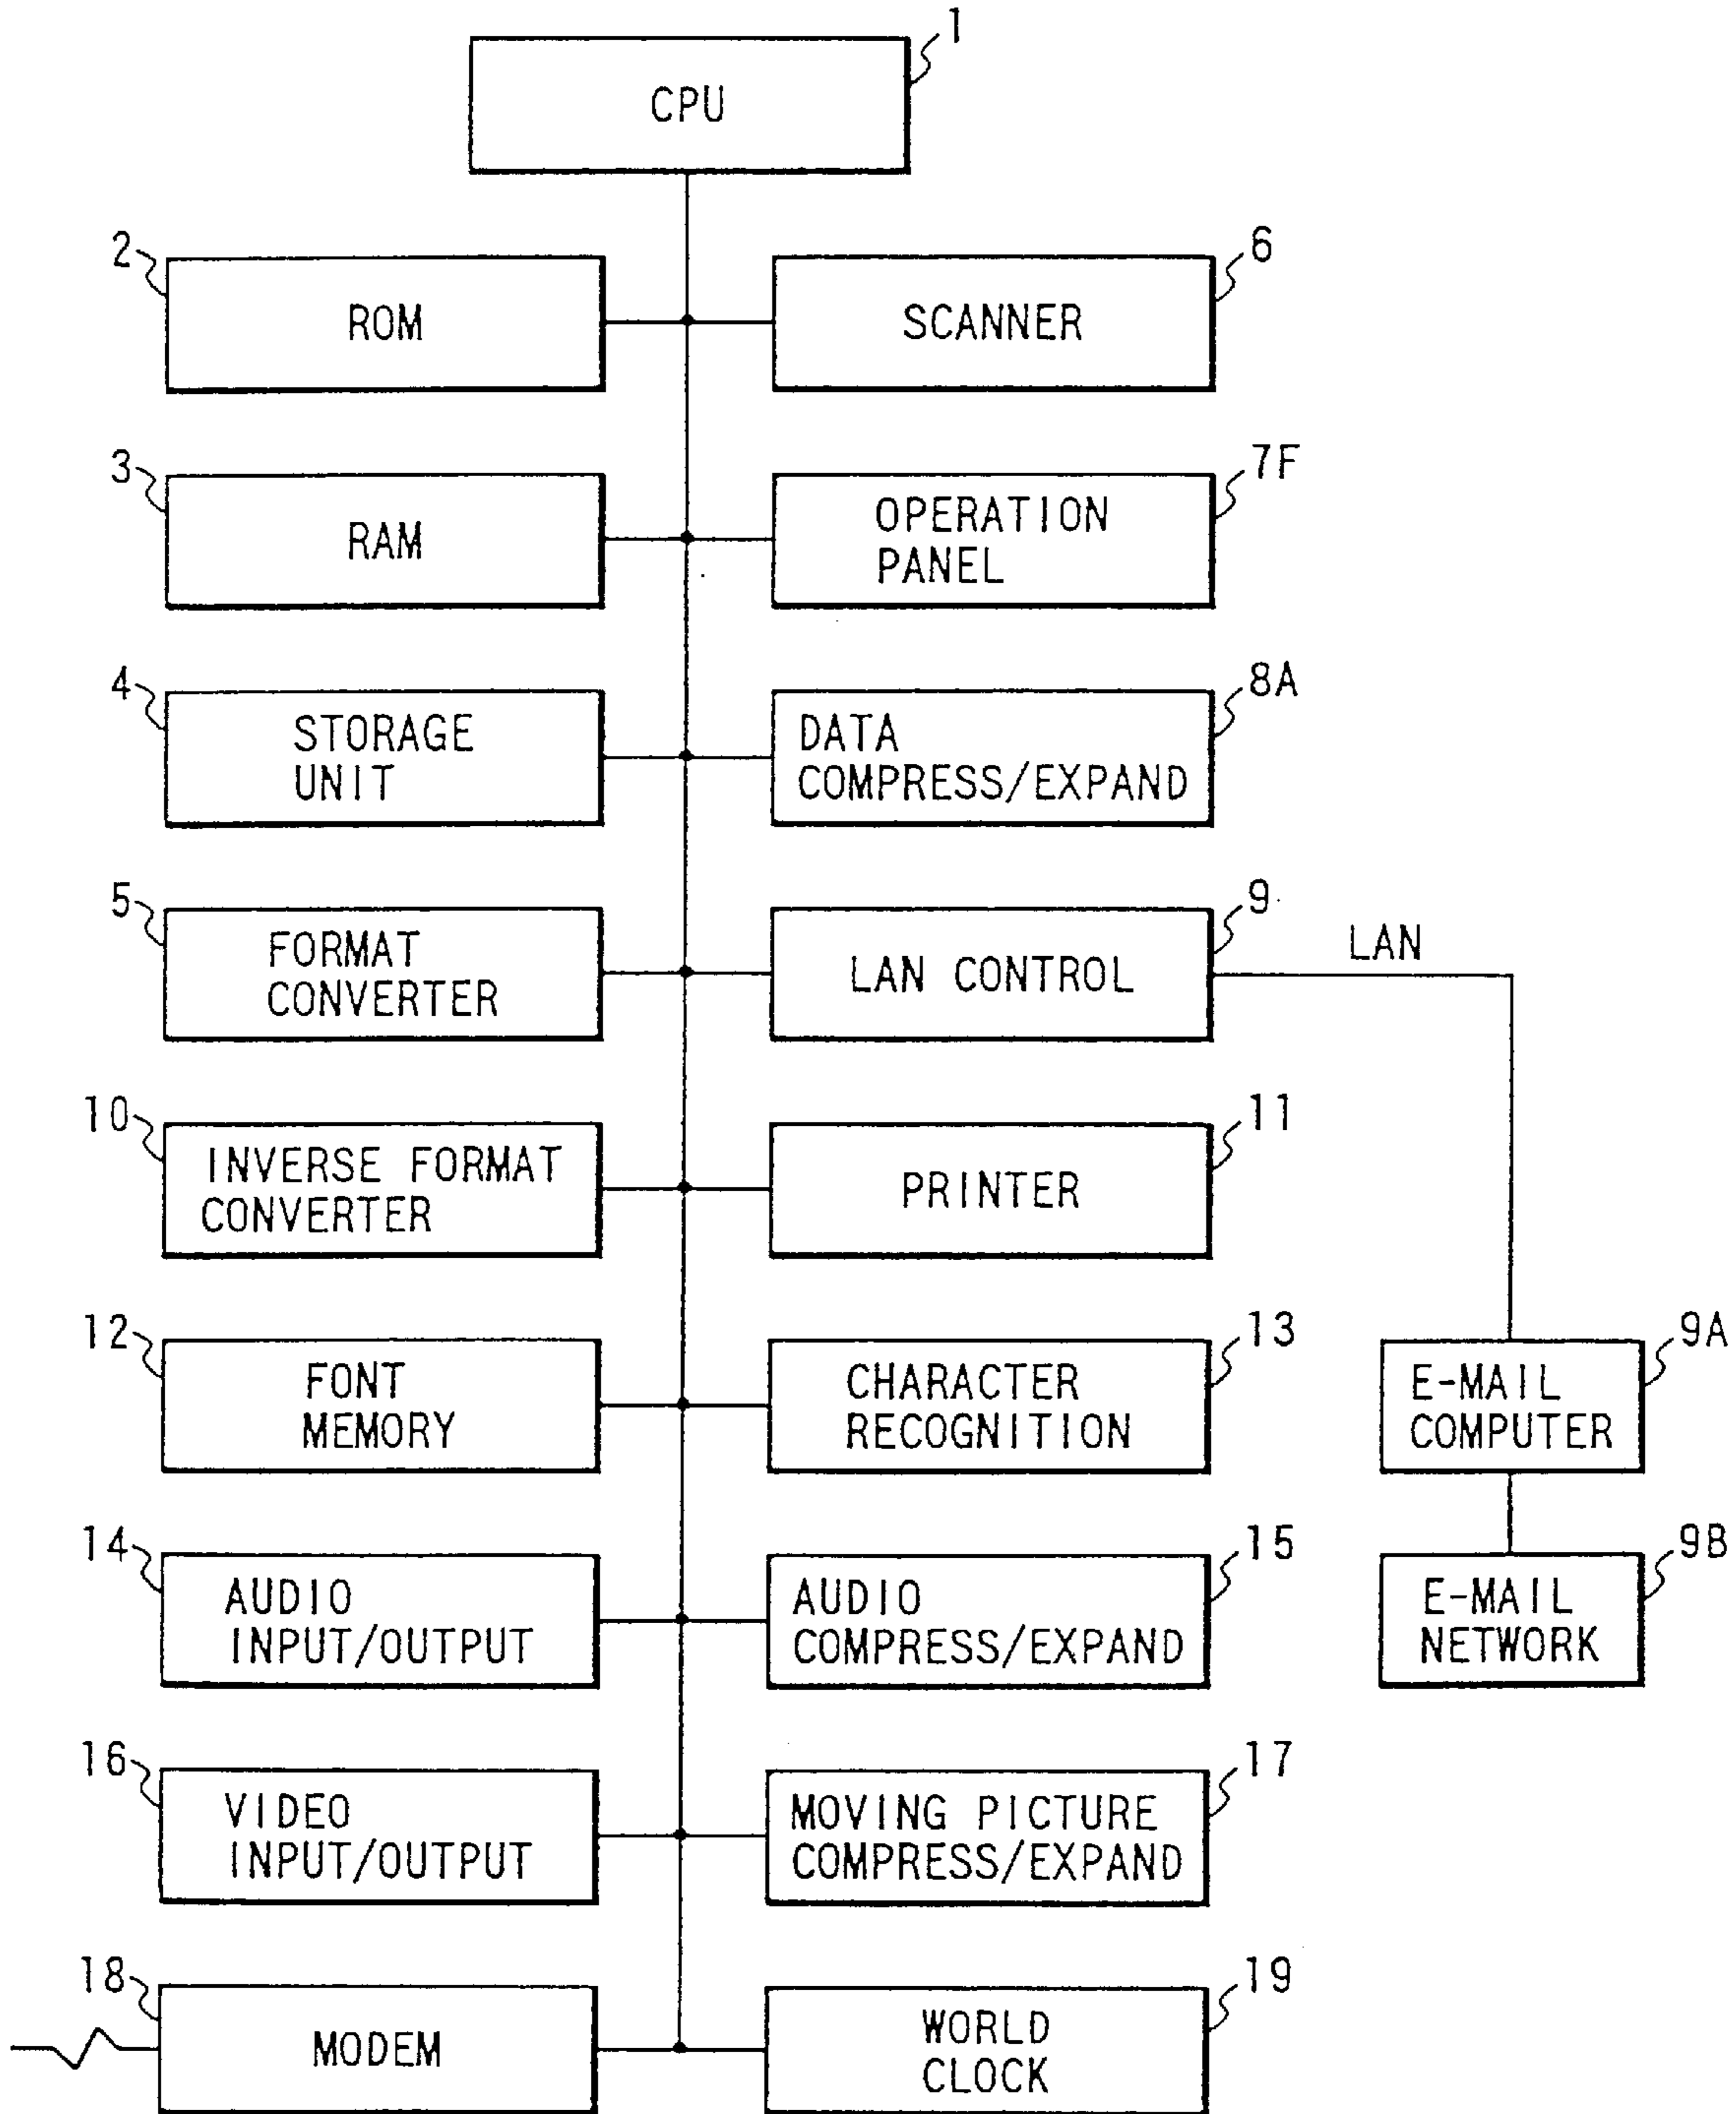 1
CPU
2
ROM
6
SCANNER
3
RAM
7F
OPERATION
PANEL
4
STORAGE
UNIT
8A
DATA
COMPRESS/EXPAND
5
FORMAT
CONVERTER
9
LAN CONTROL
LAN
10
INVERSE FORMAT
CONVERTER
11
PRINTER
12
FONT
MEMORY
13
CHARACTER
RECOGNITION
9A
E-MAIL
COMPUTER
14
AUDIO
INPUT/OUTPUT
15
AUDIO
COMPRESS/EXPAND
9B
E-MAIL
NETWORK
16
VIDEO
INPUT/OUTPUT
17
MOVING PICTURE
COMPRESS/EXPAND
18
MODEM
19
WORLD
CLOCK